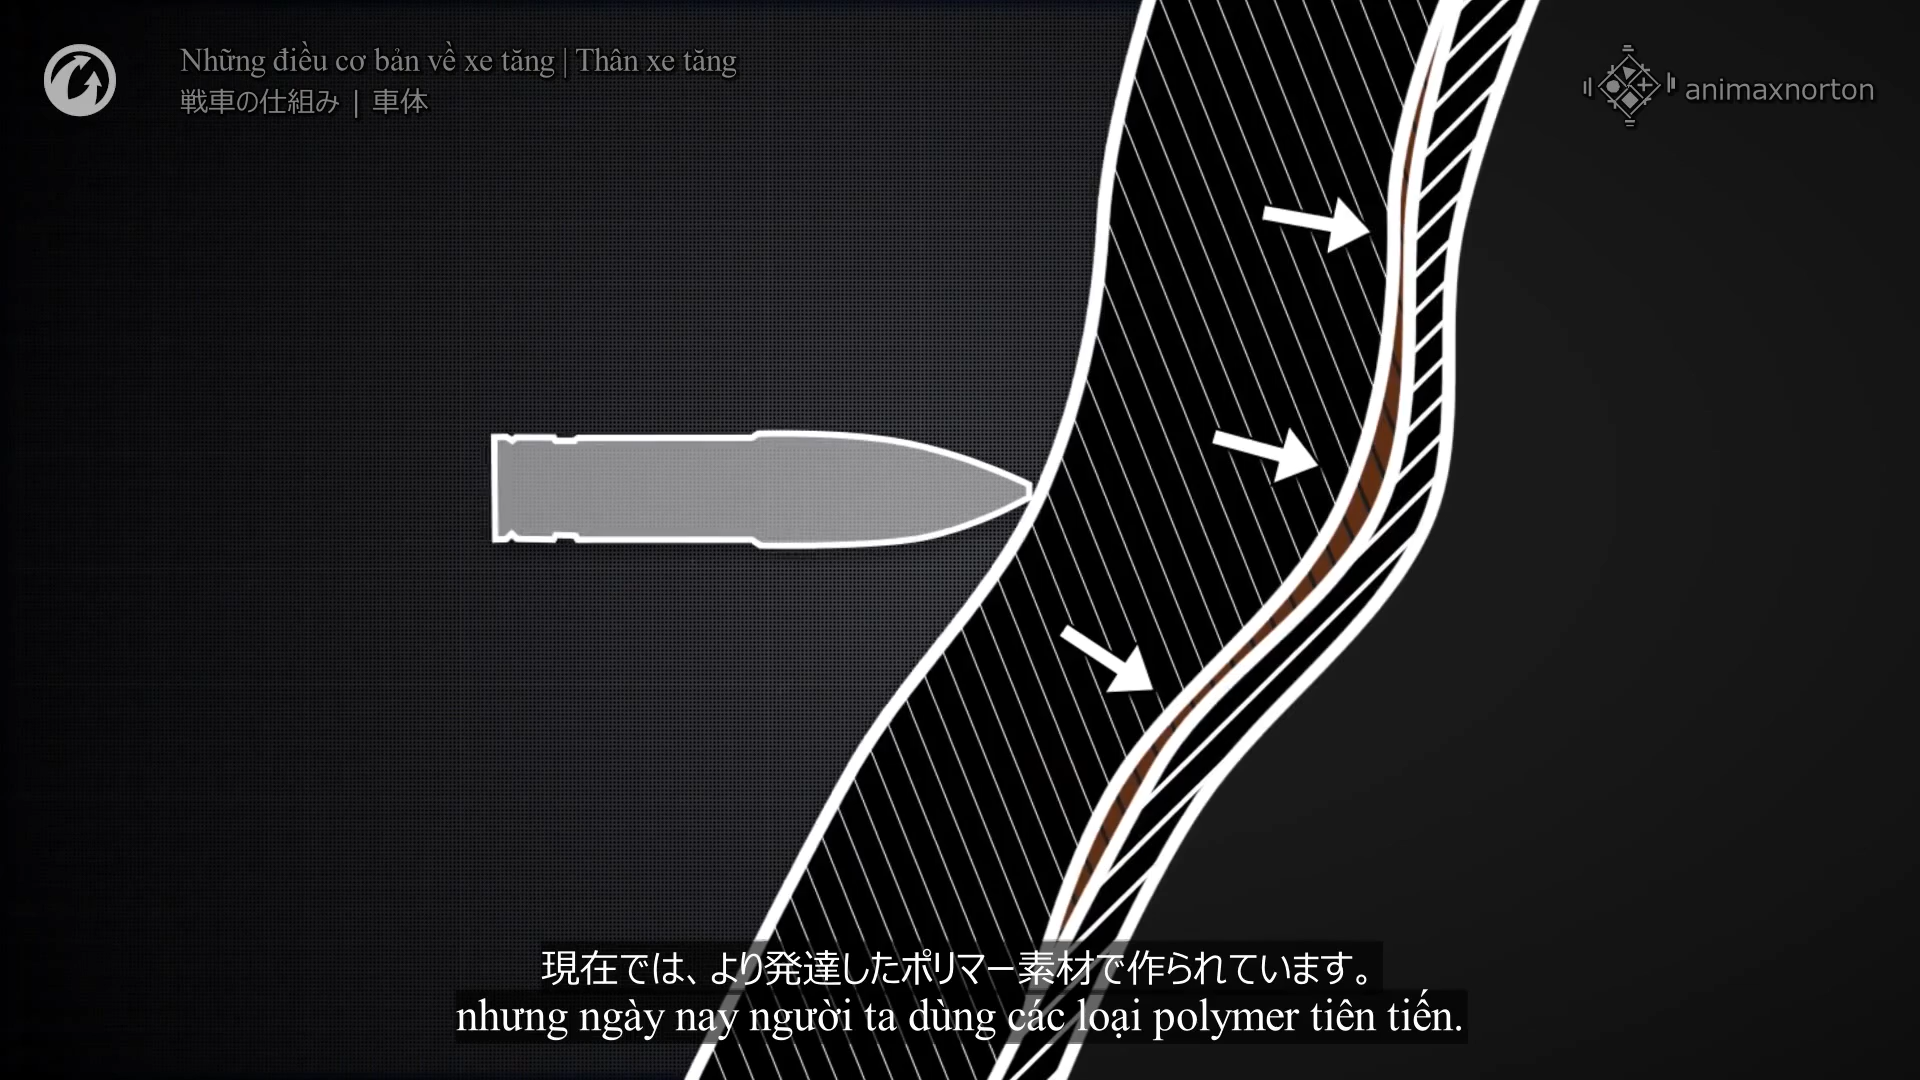 Những điều cơ bản về xe tăng | Thân xe tăng
戦車の仕組み | 車体
animaxnorton
現在では、より発達したポリマー素材で作られています。
nhưng ngày nay người ta dùng các loại polymer tiên tiến.